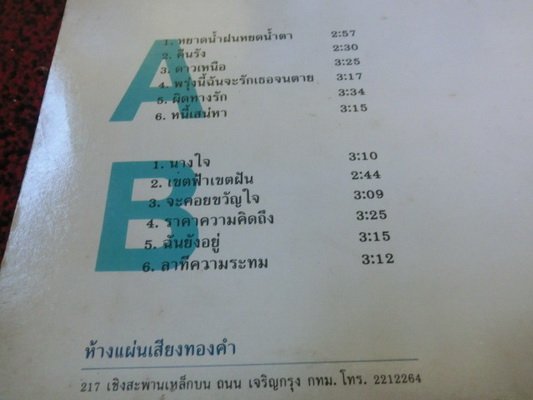 A
1. หยาดน้ำฝนหยดน้ำตา 2:57
2. คืนรัง 2:30
3. ดาวเหนือ 3:25
4. พรุ่งนี้ฉันจะรักเธอจนตาย 3:17
5. ผิดทางรัก 3:34
6. หนี้เสน่หา 3:15
B
1. นางใจ 3:10
2. เขตฟ้าเขตฝัน 2:44
3. จะคอยขวัญใจ 3:09
4. ราคาความคิดถึง 3:25
5. ฉันยังอยู่ 3:15
6. ลาทีความระทม 3:12
ห้างแผ่นเสียงทองคำ
217 เชิงสะพานเหล็กบน ถนน เจริญกรุง กทม. โทร. 2212264